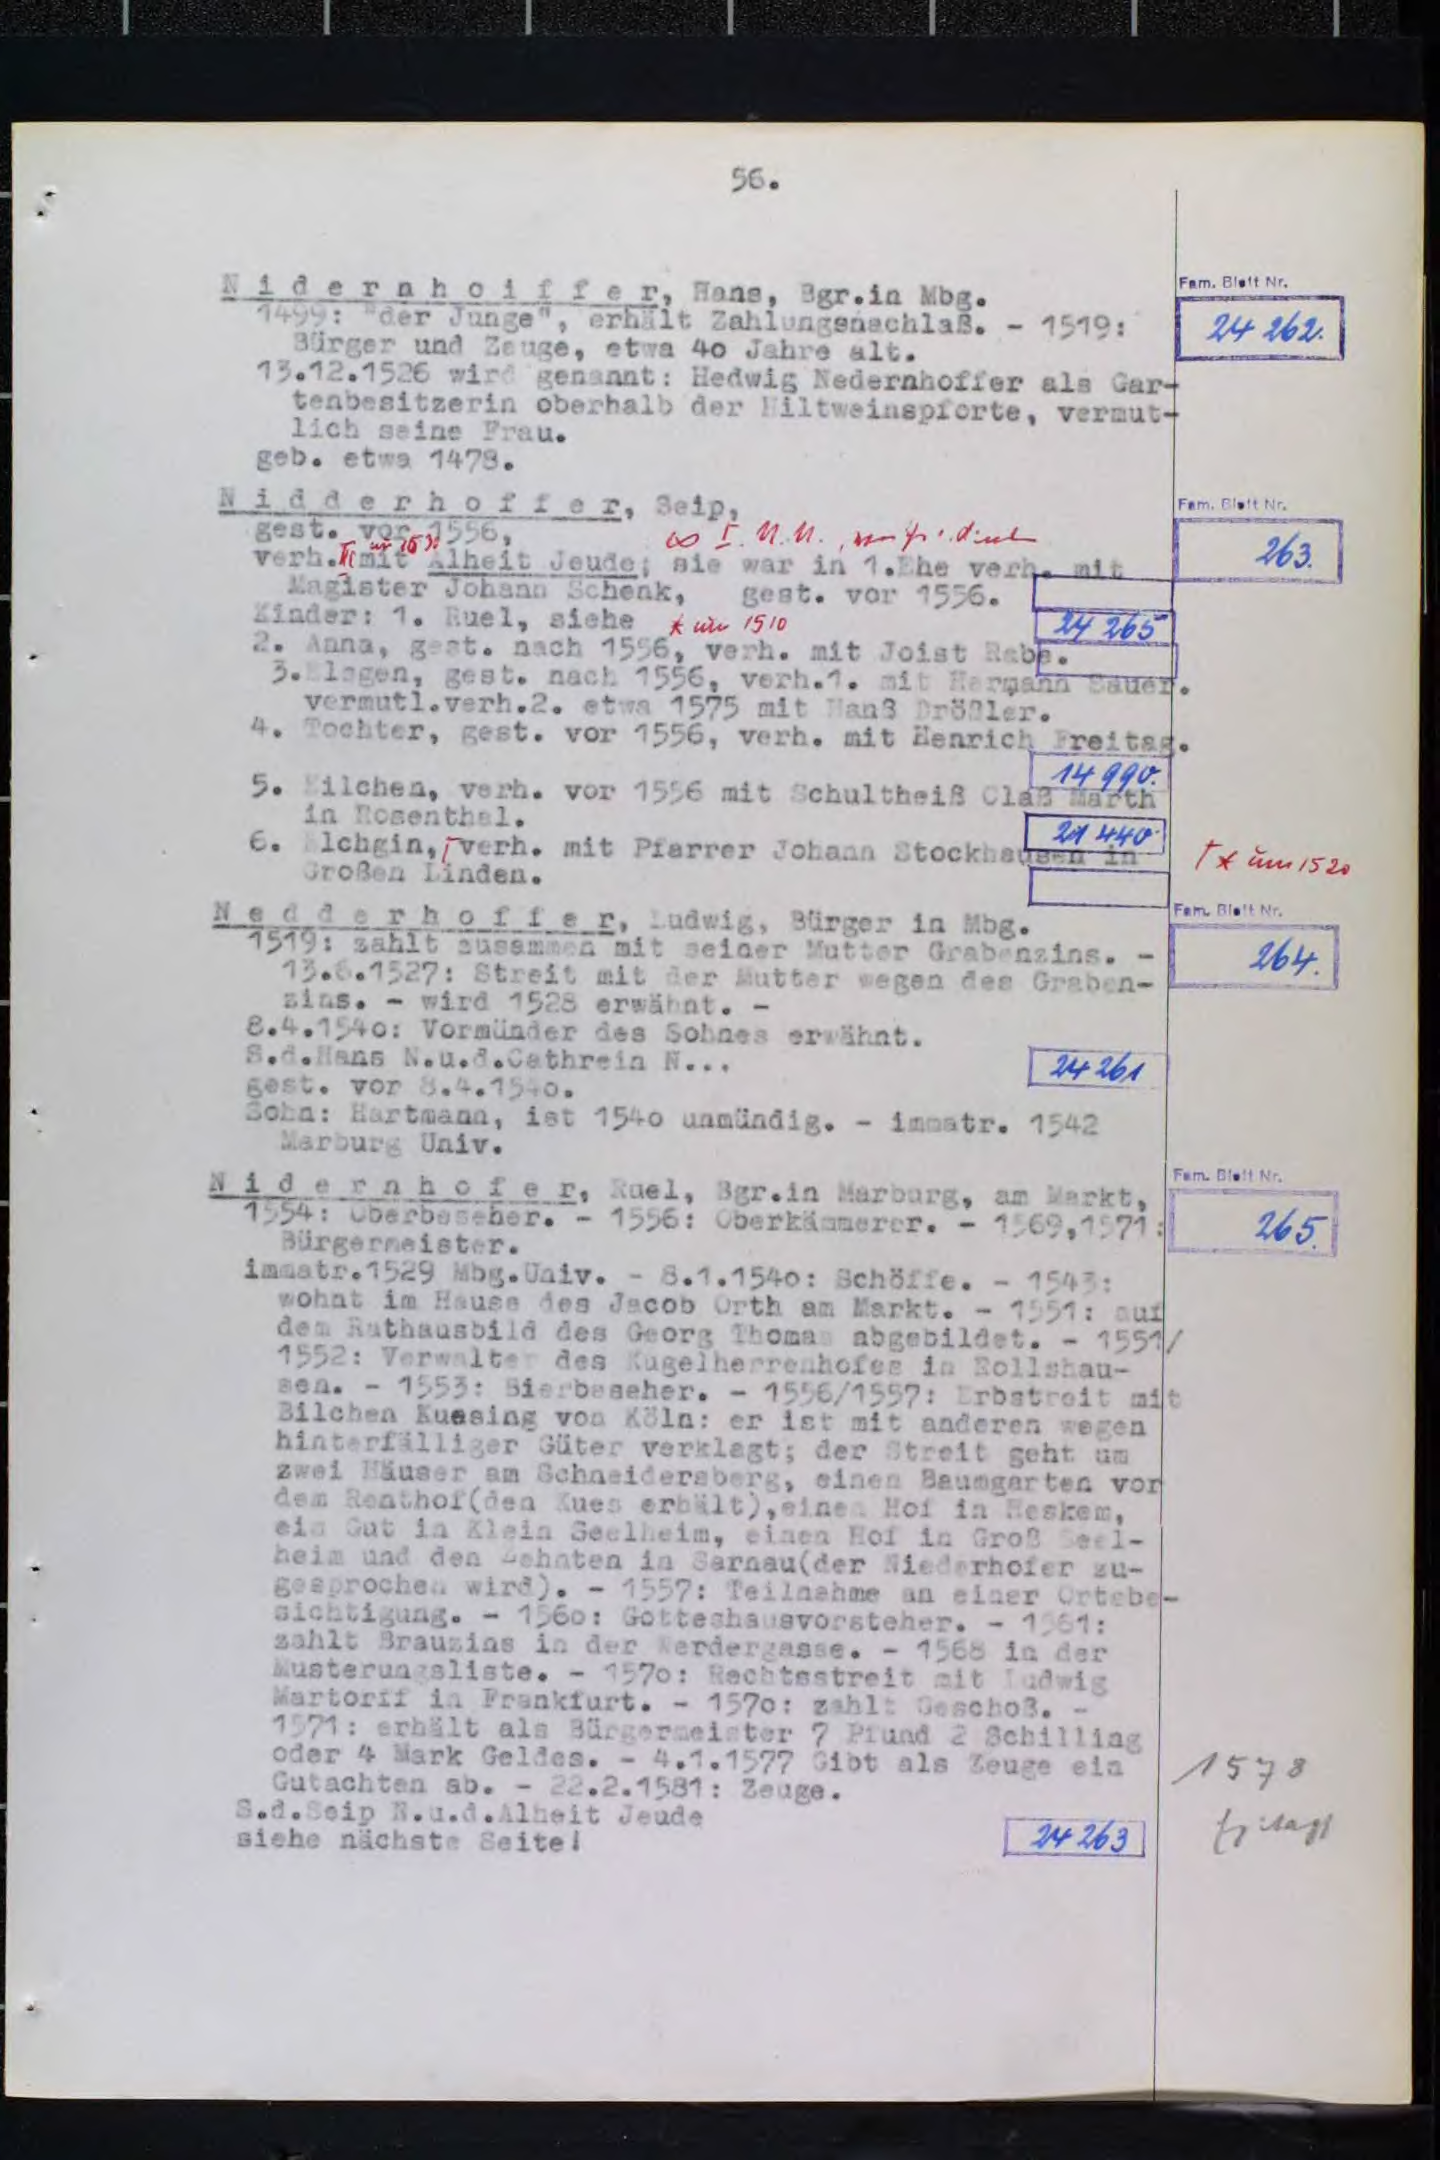 56.
Nidernhoiffer, Hans, Bgr.in Mbg.
Fam. Blatt Nr.
24 262.
1499: "der Junge", erhält Zahlungsnachlaß. - 1519:
Bürger und Zeuge, etwa 40 Jahre alt.
13.12.1526 wird genannt: Hedwig Nedernhoffer als Gar-
tenbesitzerin oberhalb der Hiltweinspforte, vermut-
lich seine Frau.
geb. etwa 1478.
Nidderhoffer, Seip,
Fam. Blatt Nr.
263.
gest. vor 1556,
∞ I. N.N.,
um 1530
verh. II mit Alheit Jeude; sie war in 1.Ehe verh. mit
Magister Johann Schenk, gest. vor 1556.
Kinder: 1. Ruel, siehe * um 1510
24 265
2. Anna, gest. nach 1556, verh. mit Joist Rabe.
3. Elsgen, gest. nach 1556, verh.1. mit Hermann Sauer.
vermutl.verh.2. etwa 1575 mit Hanß Drößler.
4. Tochter, gest. vor 1556, verh. mit Henrich Freitag.
14 990.
5. verh. vor 1556 mit Schultheiß Claß Marth
in Rosenthal.
21 440.
6. Elchgin,⌈verh. mit Pfarrer Johann Stockhausen in
Großen Linden.
⌈ * um 1520
Nedderhoffer, Ludwig, Bürger in Mbg.
Fam. Blatt Nr.
264.
1519: zahlt zusammen mit seiner Mutter Grabenzins. -
13.6.1527: Streit mit der Mutter wegen des Graben-
zins. - wird 1528 erwähnt. -
8.4.1540: Vormünder des Sohnes erwähnt.
S.d.Hans N.u.d.Cathrein N...
24 261
gest. vor 8.4.1540.
Sohn: Hartmann, ist 1540 unmündig. - immatr. 1542
Marburg Univ.
Nidernhofer, Ruel, Bgr.in Marburg, am Markt,
Fam. Blatt Nr.
265.
1554: Oberbeseher. - 1556: Oberkämmerer. - 1569,1571:
Bürgermeister.
immatr.1529 Mbg.Univ. - 8.1.1540: Schöffe. - 1543:
wohnt im Hause des Jacob Orth am Markt. - 1551: auf
dem Rathausbild des Georg Thomas abgebildet. - 1551/
1552: Verwalter des Kugelherrenhofes in Rollshau-
sen. - 1553: Bierbeseher. - 1556/1557: Erbstreit mit
Bilchen Kuesing von Köln: er ist mit anderen wegen
hinterfälliger Güter verklagt; der Streit geht um
zwei Häuser am Schneidersberg, einen Baumgarten vor
dem Renthof(den Kues erhält),einen Hof in Heskem,
ein Gut in Klein Seelheim, einen Hof in Groß Seel-
heim und den Zehnten in Sarnau(der Niederhofer zu-
gesprochen wird). - 1557: Teilnahme an einer Ortsbe-
sichtigung. - 1560: Gotteshausvorsteher. - 1561:
zahlt Brauzins in der Werdergasse. - 1568 in der
Musterungsliste. - 1570: Rechtsstreit mit Ludwig
Martorff in Frankfurt. - 1570: zahlt Geschoß. -
1571: erhält als Bürgermeister 7 Pfund 2 Schilling
oder 4 Mark Geldes. - 4.1.1577 Gibt als Zeuge ein
Gutachten ab. - 22.2.1581: Zeuge.
1578
S.d.Seip N.u.d.Alheit Jeude
24 263
siehe nächste Seite!